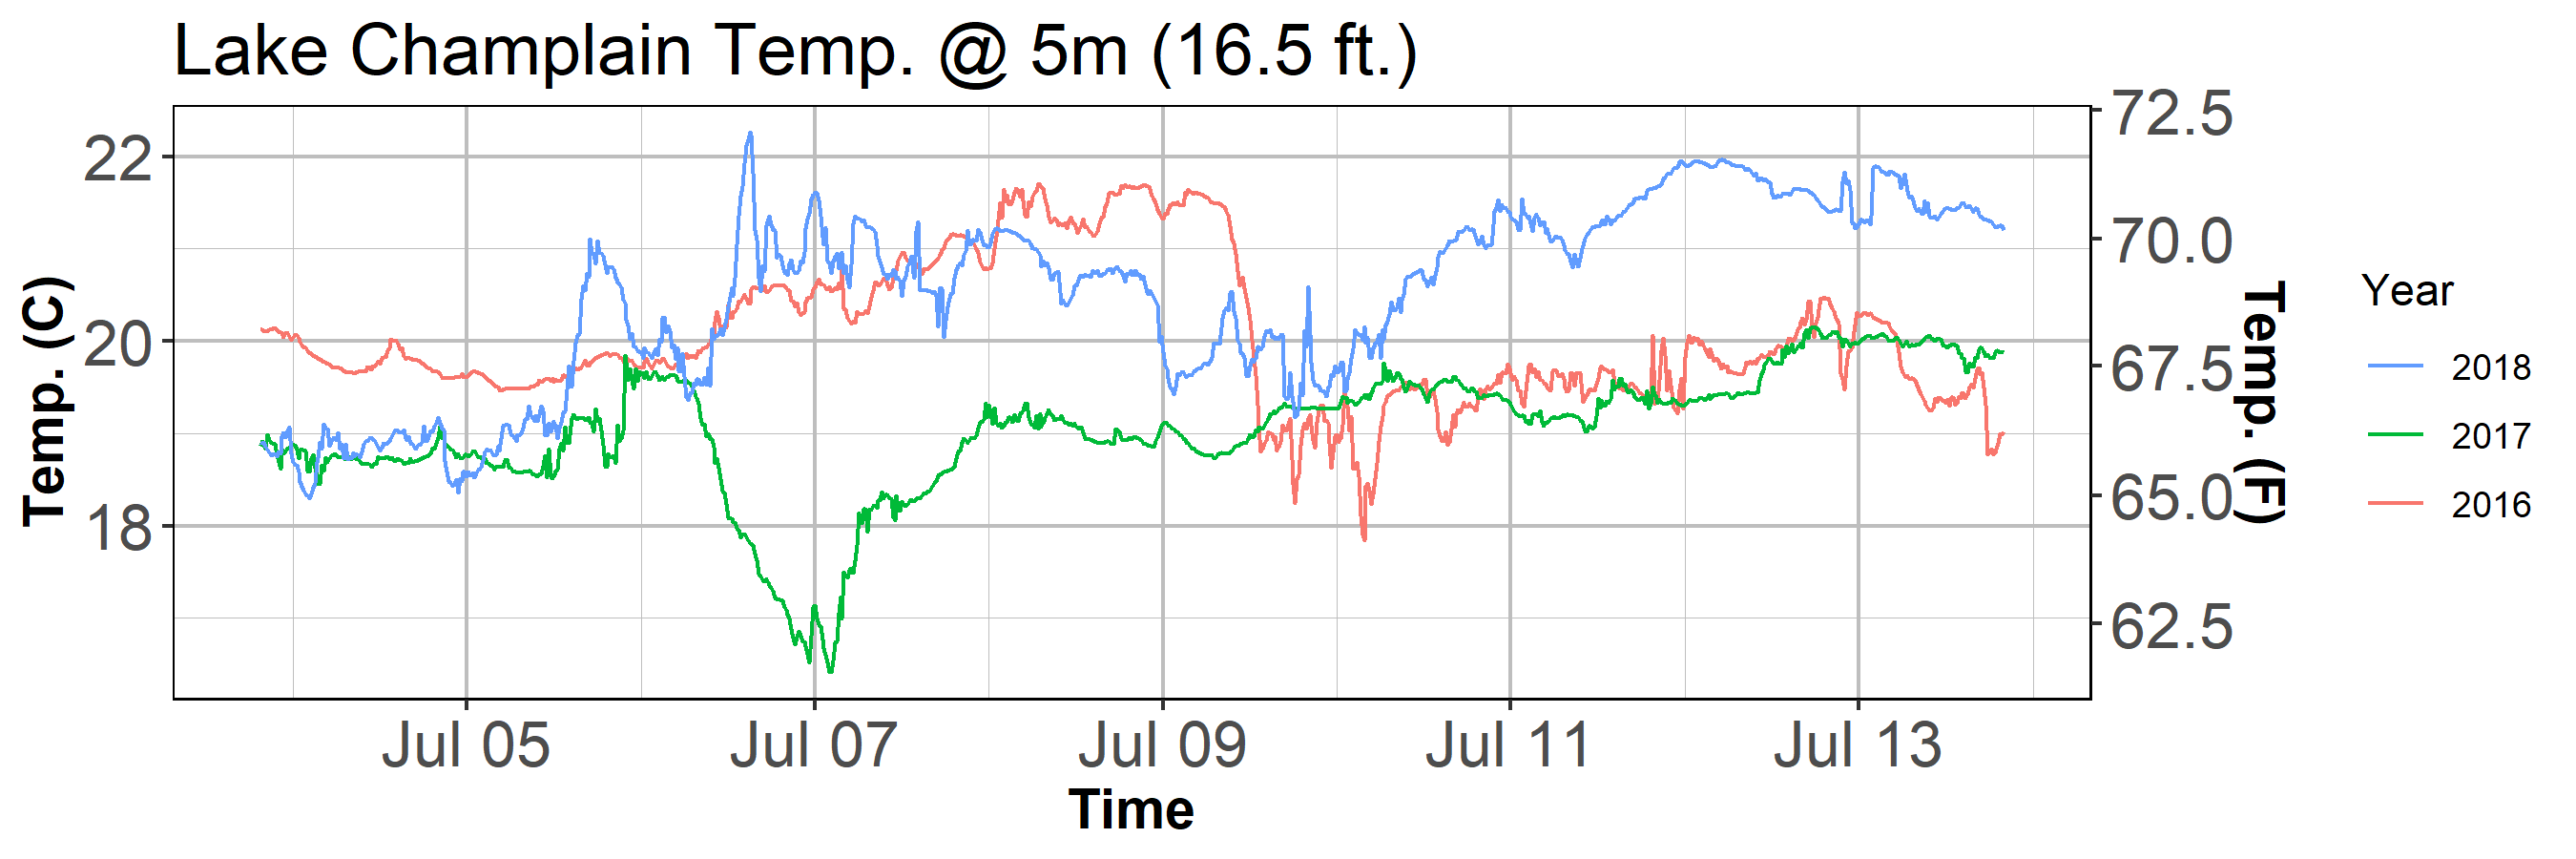 Lake Champlain Temp. @ 5m (16.5 ft.)
Temp. (C)
22
20
18
72.5
70.0
67.5
65.0
62.5
Temp. (F)
Jul 05 Jul 07 Jul 09 Jul 11 Jul 13
Time
Year
2018
2017
2016